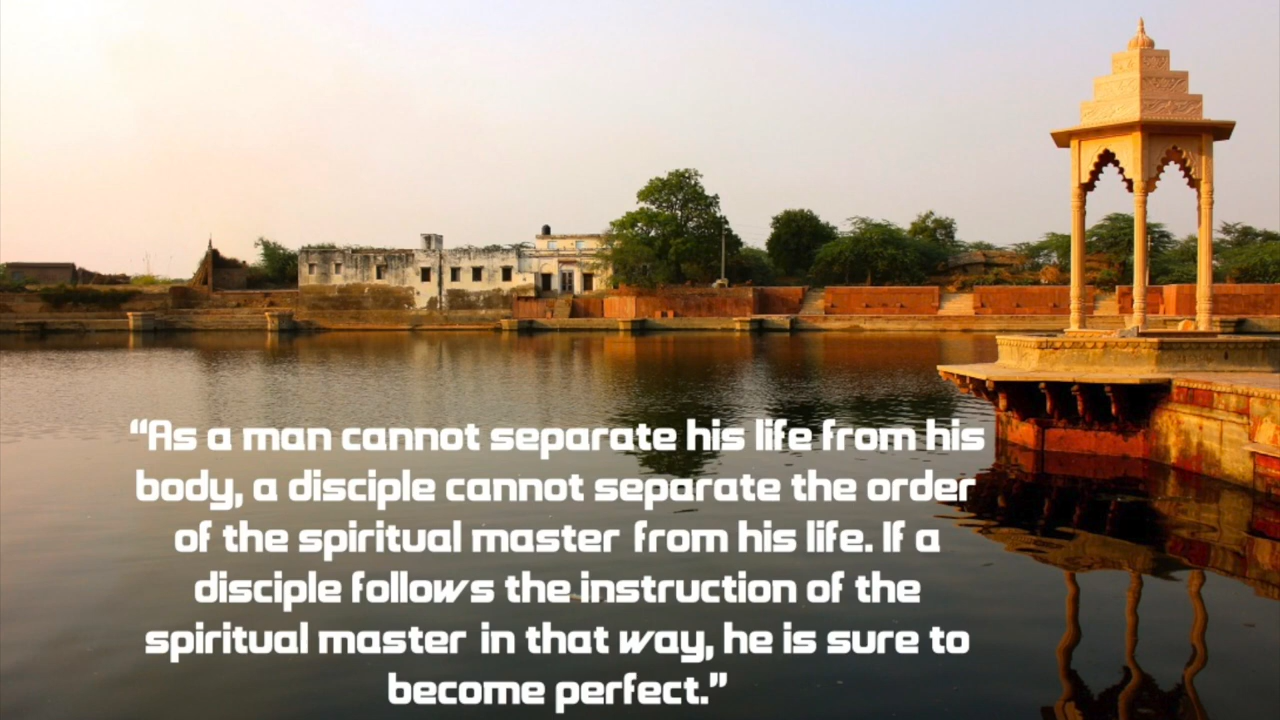 “As a man cannot separate his life from his
body, a disciple cannot separate the order
of the spiritual master from his life. If a
disciple follows the instruction of the
spiritual master in that way, he is sure to
become perfect.”